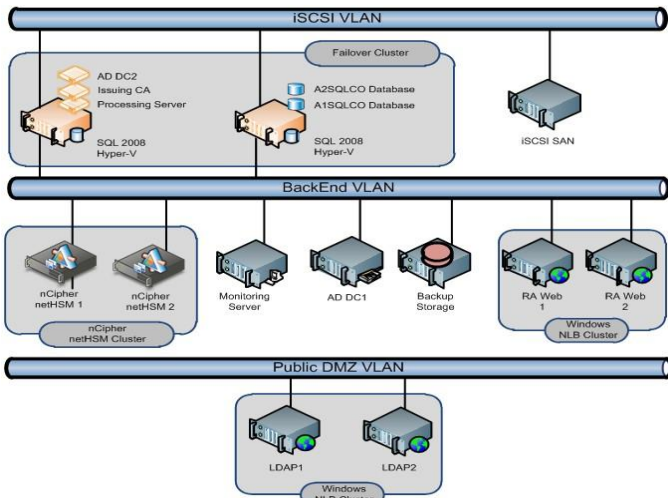 iSCSI VLAN
Failover Cluster
AD DC2
Issuing CA
Processing Server
SQL 2008
Hyper-V
A2SQLCO Database
A1SQLCO Database
SQL 2008
Hyper-V
iSCSI SAN
BackEnd VLAN
nCipher
netHSM 1
nCipher
netHSM 2
nCipher
netHSM Cluster
Monitoring
Server
AD DC1
Backup
Storage
RA Web
1
RA Web
2
Windows
NLB Cluster
Public DMZ VLAN
LDAP1
LDAP2
Windows
NLB Cluster